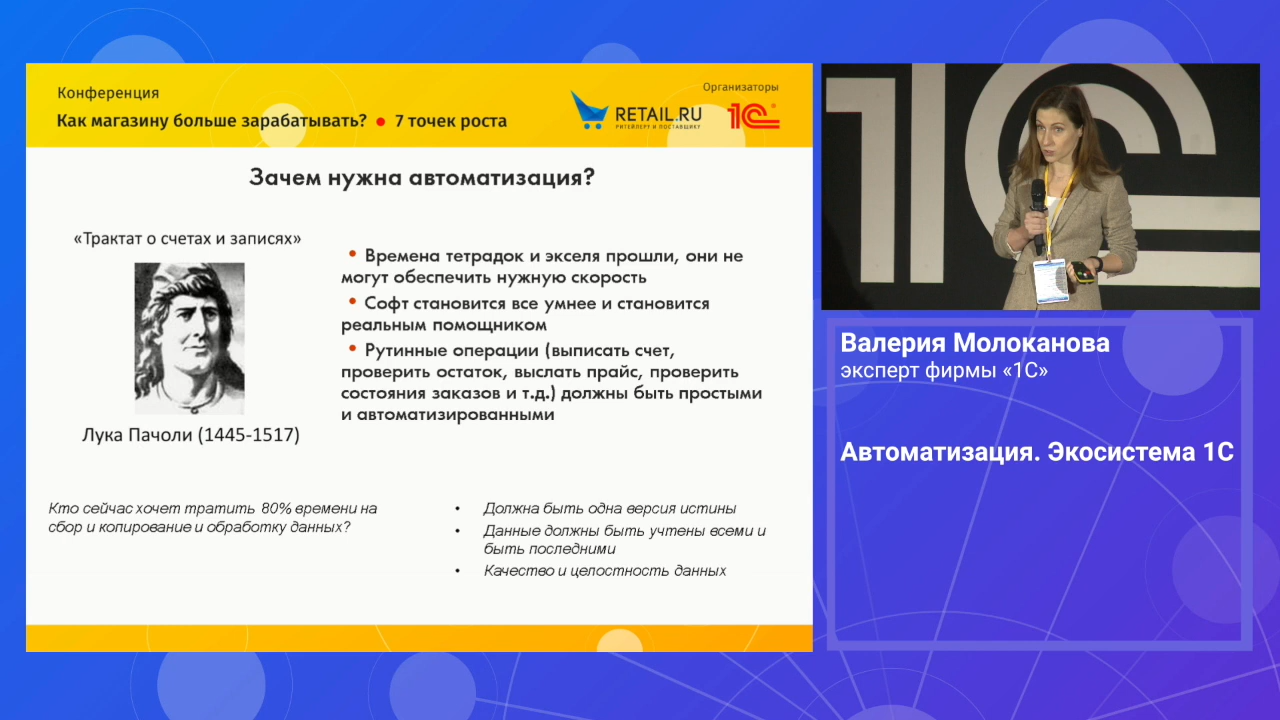 Конференция
Как магазину больше зарабатывать? • 7 точек роста
Организаторы
RETAIL.RU
РИТЕЙЛЕРУ И ПОСТАВЩИКУ
1С
Зачем нужна автоматизация?
«Трактат о счетах и записях»
Лука Пачоли (1445-1517)
• Времена тетрадок и экселя прошли, они не
могут обеспечить нужную скорость
• Софт становится все умнее и становится
реальным помощником
• Рутинные операции (выписать счет,
проверить остаток, выслать прайс, проверить
состояния заказов и т.д.) должны быть простыми
и автоматизированными
Кто сейчас хочет тратить 80% времени на
сбор и копирование и обработку данных?
• Должна быть одна версия истины
• Данные должны быть учтены всеми и
быть последними
• Качество и целостность данных
1С
Валерия Молоканова
эксперт фирмы «1С»
Автоматизация. Экосистема 1С